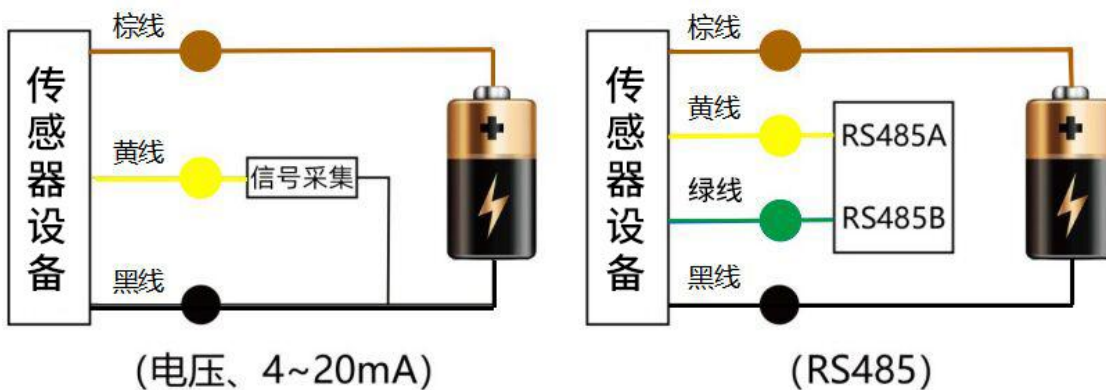 棕线
传感器设备
黄线
信号采集
黑线
(电压、4~20mA)
棕线
传感器设备
黄线
RS485A
绿线
RS485B
黑线
(RS485)